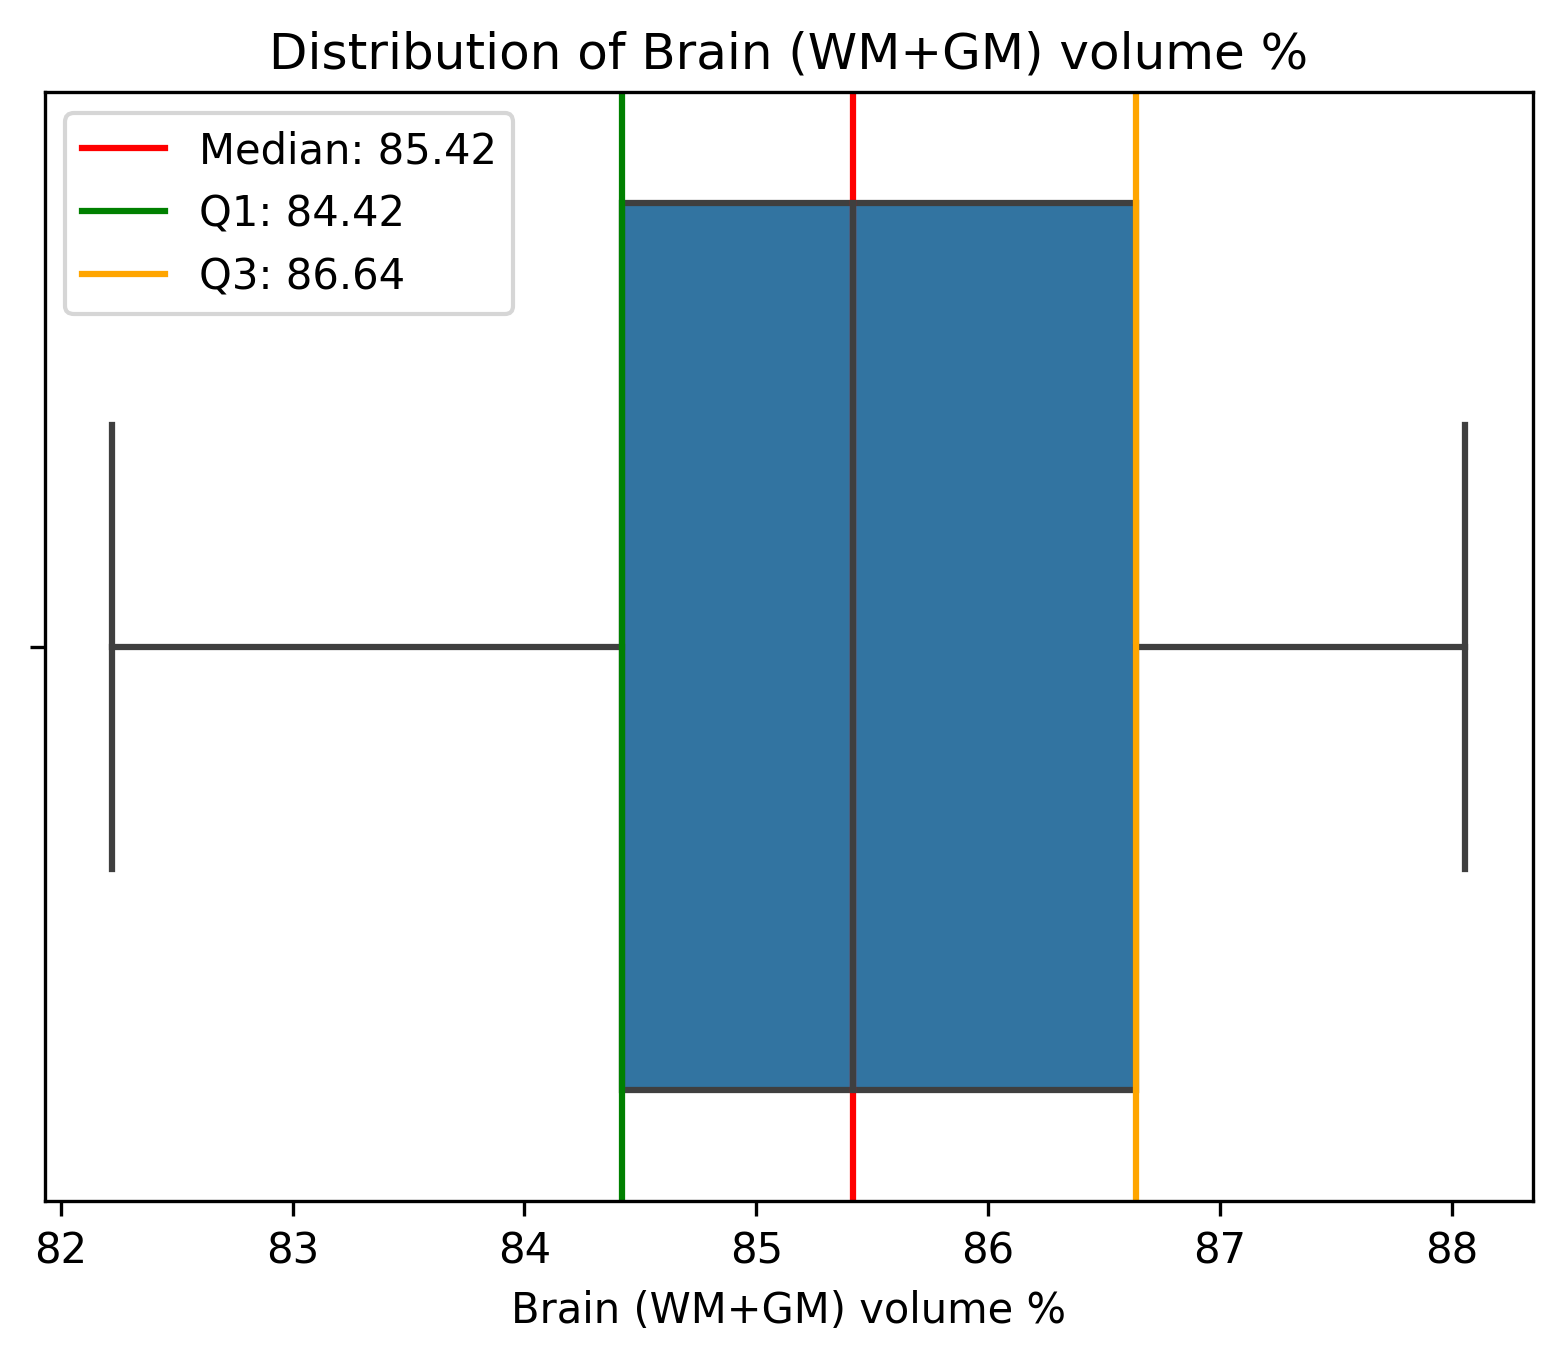 Distribution of Brain (WM+GM) volume %
Median: 85.42
Q1: 84.42
Q3: 86.64
82 83 84 85 86 87 88
Brain (WM+GM) volume %